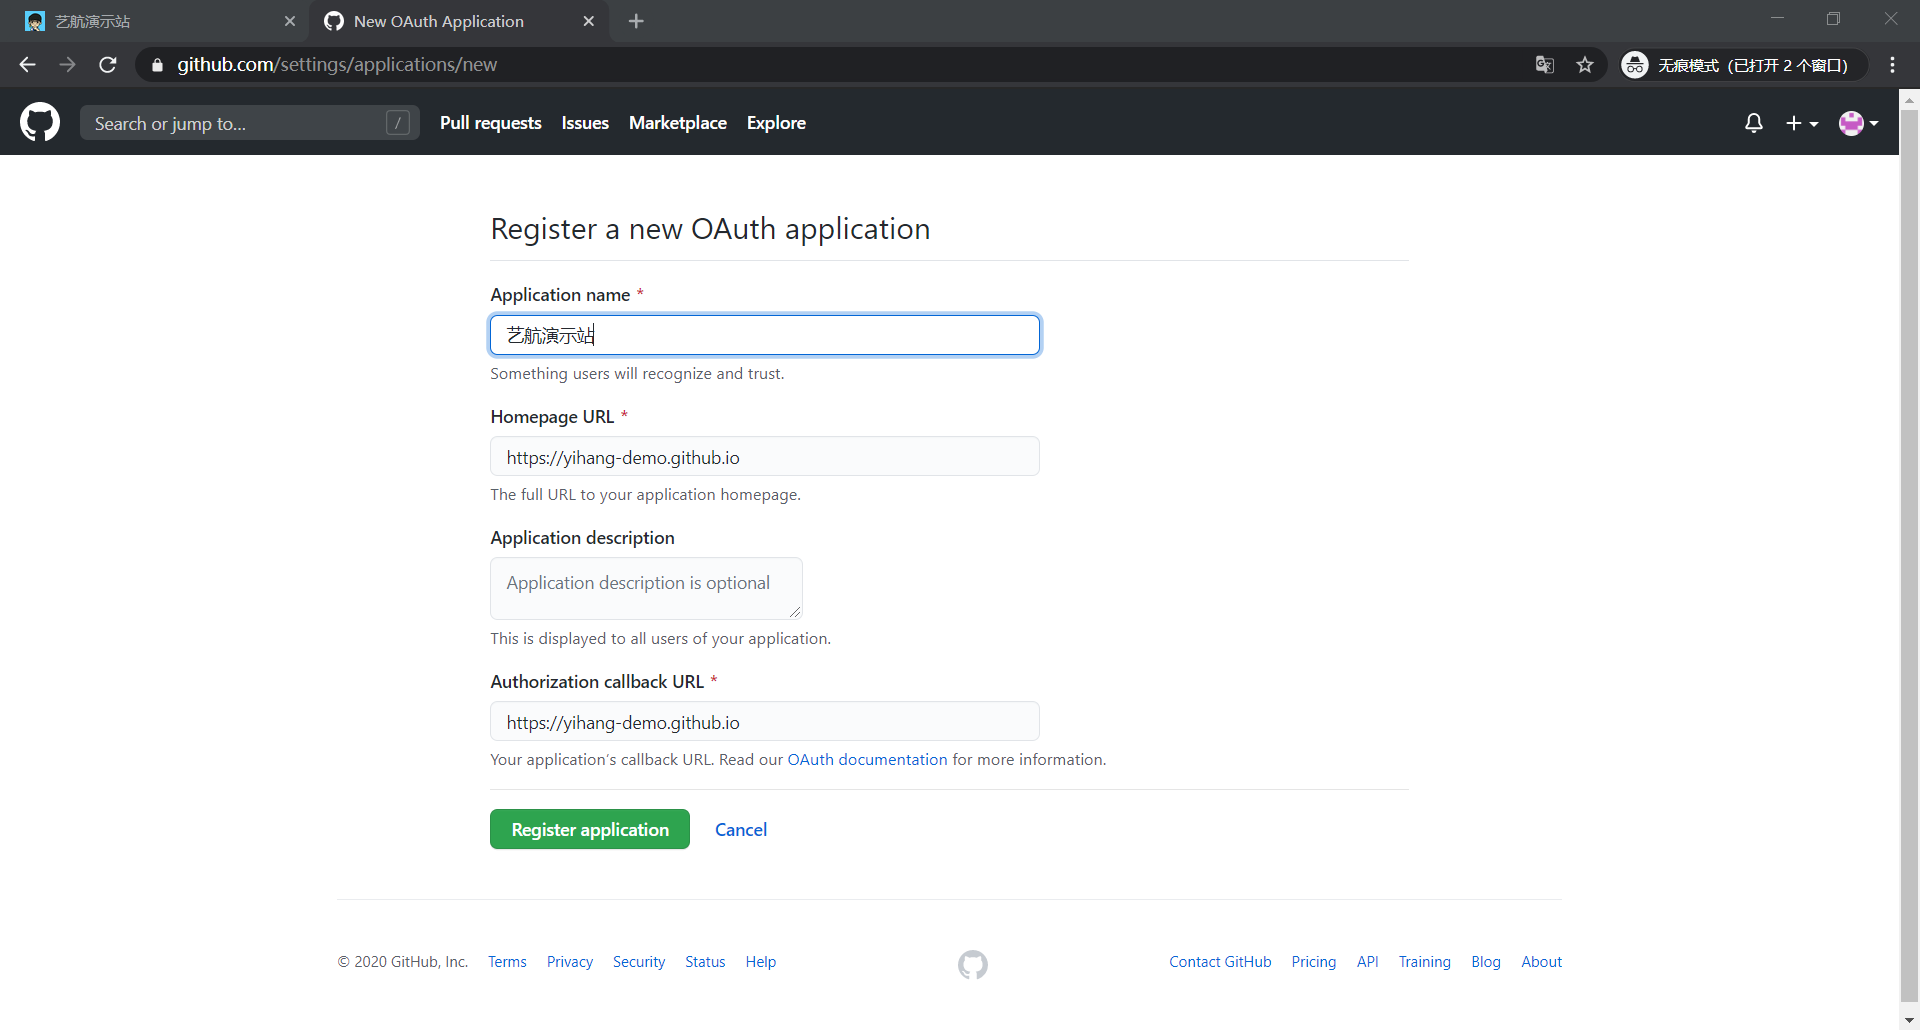 艺航演示站
New OAuth Application
github.com/settings/applications/new
无痕模式（已打开 2 个窗口）
Search or jump to...
/
Pull requests
Issues
Marketplace
Explore
Register a new OAuth application
Application name *
艺航演示站
Something users will recognize and trust.
Homepage URL *
https://yihang-demo.github.io
The full URL to your application homepage.
Application description
Application description is optional
This is displayed to all users of your application.
Authorization callback URL *
https://yihang-demo.github.io
Your application’s callback URL. Read our OAuth documentation for more information.
Register application
Cancel
© 2020 GitHub, Inc.
Terms
Privacy
Security
Status
Help
Contact GitHub
Pricing
API
Training
Blog
About